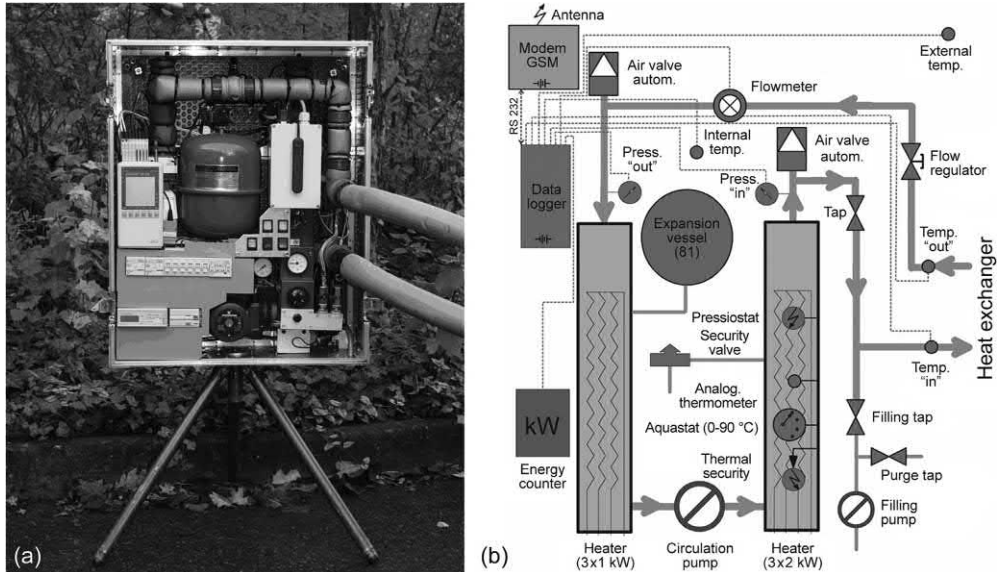 (a)
(b)
Antenna
Modem
GSM
Air valve
autom.
External
temp.
Flowmeter
RS 232
Internal
temp.
Air valve
autom.
Flow
regulator
Press.
"out"
Press.
"in"
Data
logger
Tap
Expansion
vessel
(81)
Temp.
"out"
Heat exchanger
Pressiostat
Security
valve
Temp.
"in"
Analog.
thermometer
kW
Aquastat (0-90 °C)
Filling tap
Energy
counter
Thermal
security
Purge tap
Filling
pump
Heater
(3x1 kW)
Circulation
pump
Heater
(3x2 kW)